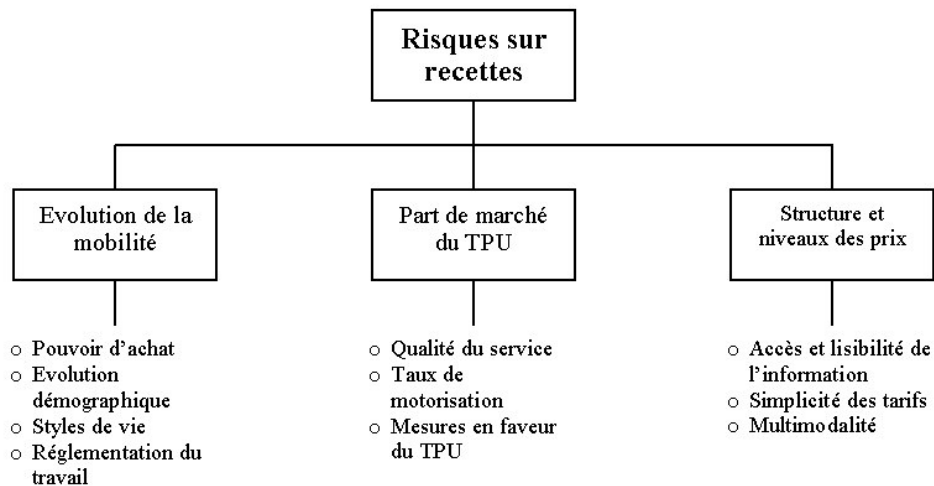 Risques sur
recettes
Evolution de la
mobilité
Part de marché
du TPU
Structure et
niveaux des prix
o Pouvoir d'achat
o Evolution
démographique
o Styles de vie
o Réglementation du
travail
o Qualité du service
o Taux de
motorisation
o Mesures en faveur
du TPU
o Accès et lisibilité de
l'information
o Simplicité des tarifs
o Multimodalité